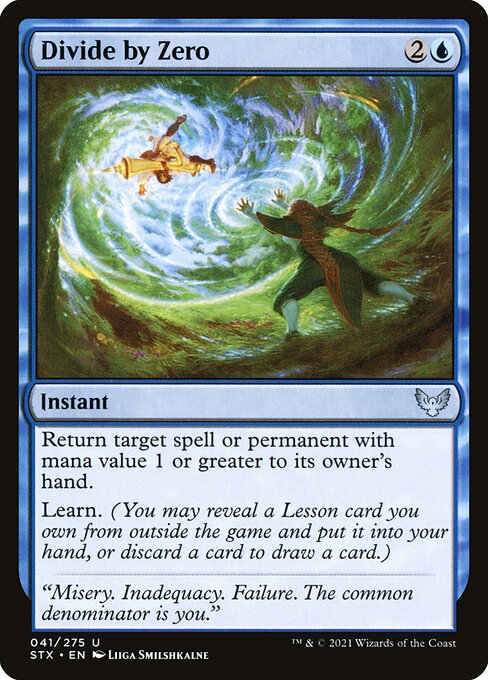 Divide by Zero 2
Instant
Return target spell or permanent with
mana value 1 or greater to its owner's
hand.
Learn. (You may reveal a Lesson card you
own from outside the game and put it into your
hand, or discard a card to draw a card.)
“Misery. Inadequacy. Failure. The common
denominator is you.”
041/275 U
STX • EN LIIGA SMILSHKALNE
™ & © 2021 Wizards of the Coast